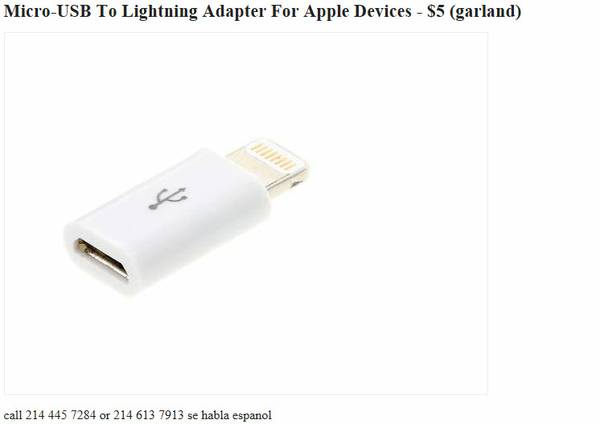 Micro-USB To Lightning Adapter For Apple Devices - $5 (garland)
call 214 445 7284 or 214 613 7913 se habla espanol